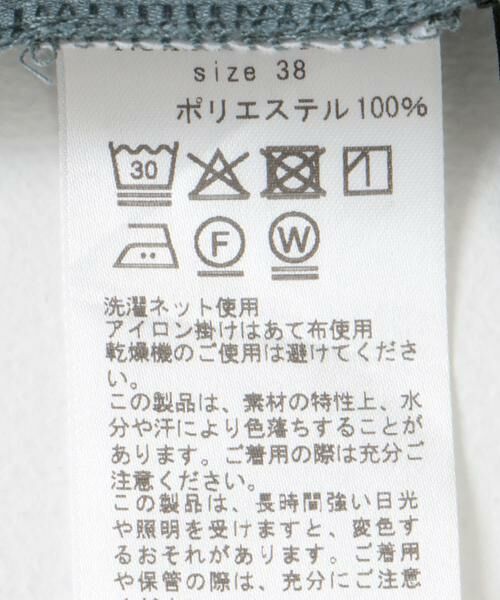 size 38
ポリエステル100%
30
F W
洗濯ネット使用
アイロン掛けはあて布使用
乾燥機のご使用は避けてくださ
い。
この製品は、素材の特性上、水
分や汗により色落ちすることが
あります。ご着用の際は充分ご
注意ください。
この製品は、長時間強い日光
や照明を受けますと、変色す
るおそれがあります。ご着用
や保管の際は、充分にご注意